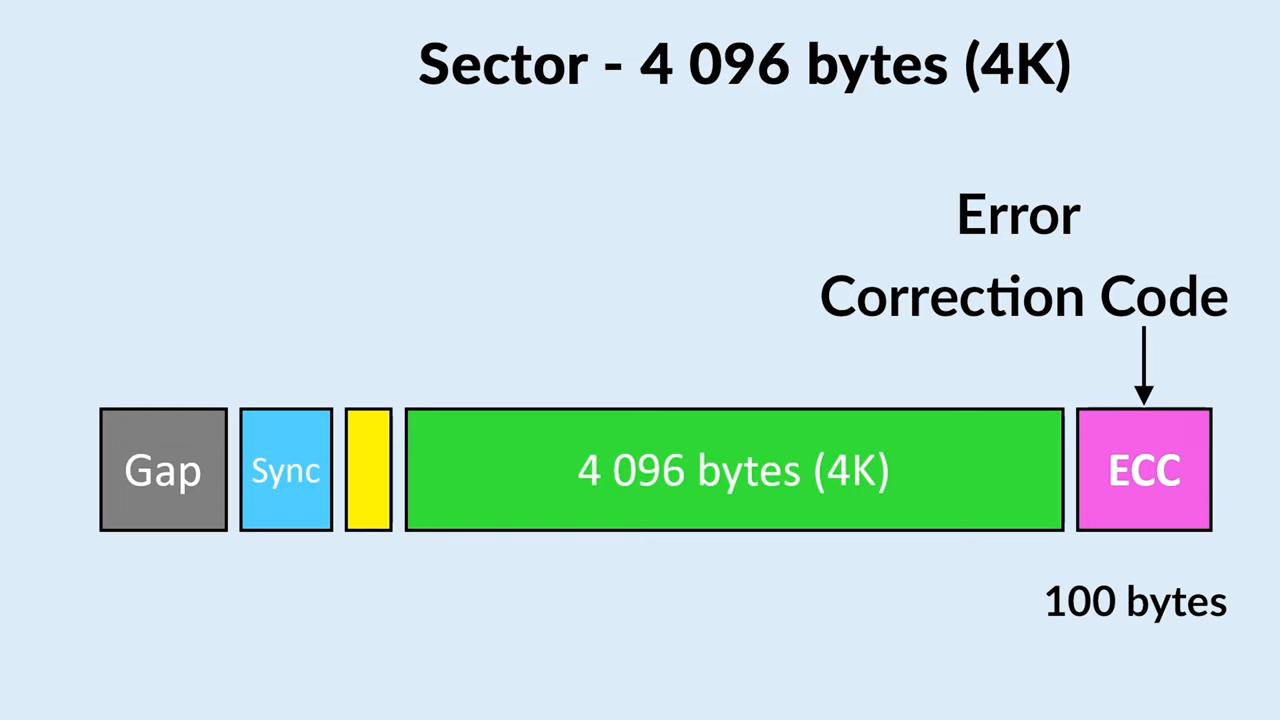 Sector - 4 096 bytes (4K)
Error
Correction Code
Gap
Sync
4 096 bytes (4K)
ECC
100 bytes